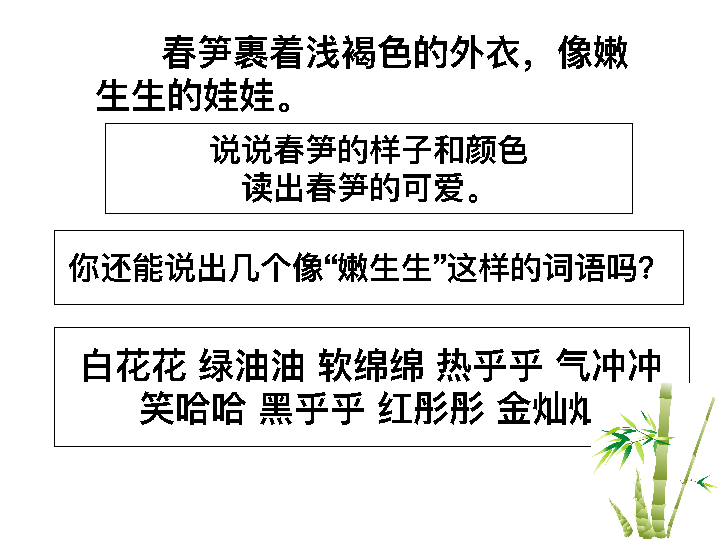 春笋裹着浅褐色的外衣，像嫩
生生的娃娃。
说说春笋的样子和颜色
读出春笋的可爱。
你还能说出几个像“嫩生生”这样的词语吗？
白花花 绿油油 软绵绵 热乎乎 气冲冲
笑哈哈 黑乎乎 红彤彤 金灿灿